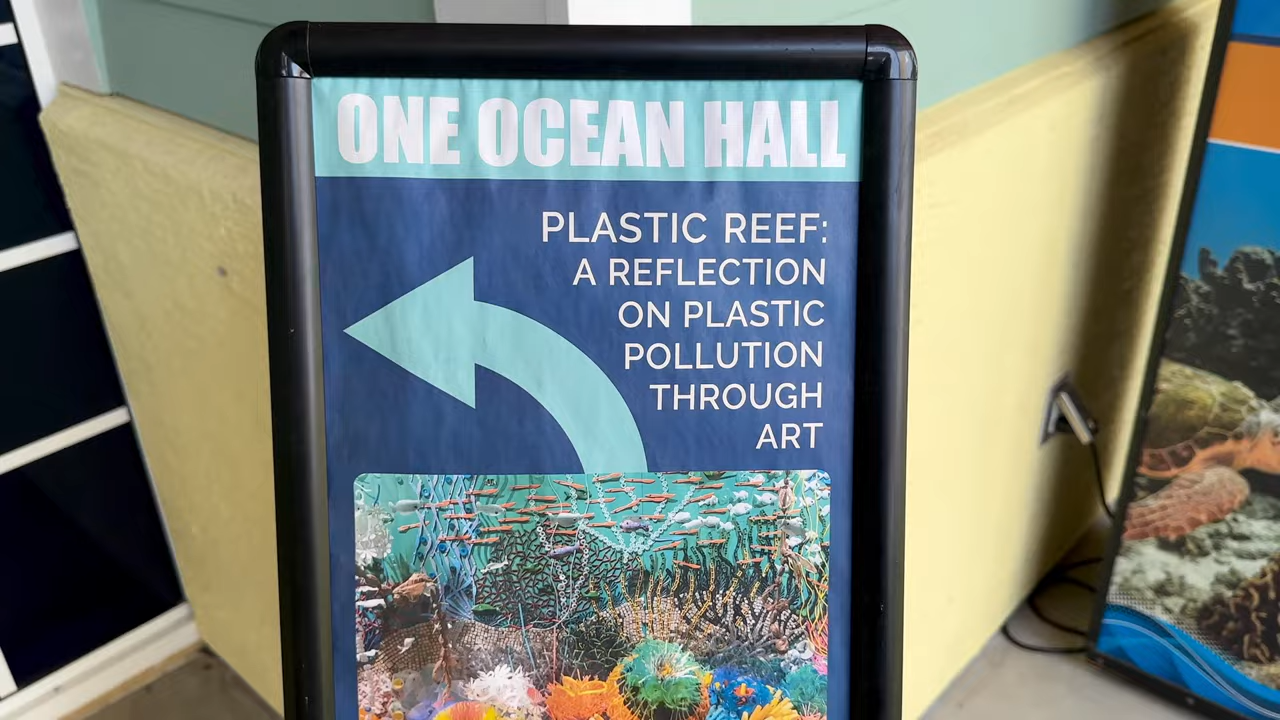 ONE OCEAN HALL
PLASTIC REEF:
A REFLECTION
ON PLASTIC
POLLUTION
THROUGH
ART